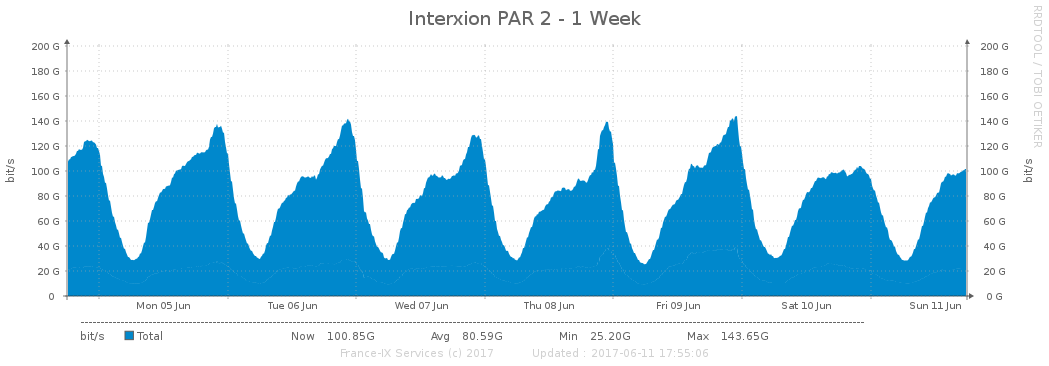 Interxion PAR 2 - 1 Week
RRDTOOL / TOBI OETIKER
bit/s
200 G 200 G
180 G 180 G
160 G 160 G
140 G 140 G
120 G 120 G
100 G 100 G
80 G 80 G
60 G 60 G
40 G 40 G
20 G 20 G
0 0 G
bit/s
Mon 05 Jun Tue 06 Jun Wed 07 Jun Thu 08 Jun Fri 09 Jun Sat 10 Jun Sun 11 Jun
bit/s Total Now 100.85G Avg 80.59G Min 25.20G Max 143.65G
France-IX Services (c) 2017 Updated : 2017-06-11 17:55:06